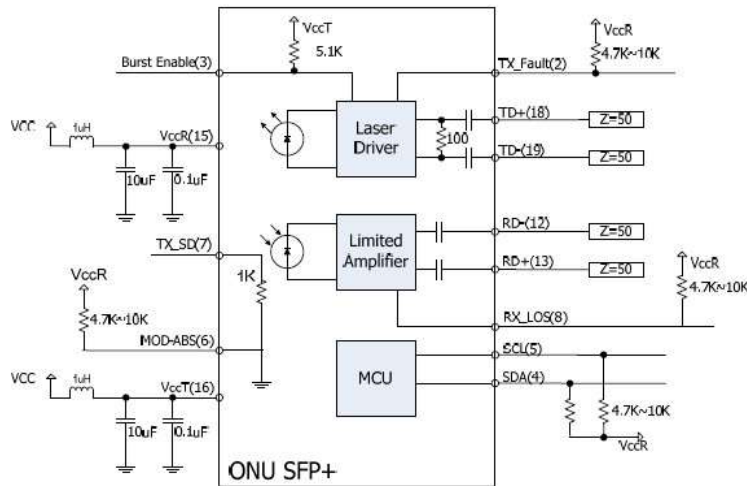 VccT
5.1K
Burst Enable(3)
VccR
4.7K~10K
TX_Fault(2)
VCC
1uH
VccR(15)
10uF
0.1uF
Laser
Driver
100
TD+(18)
Z=50
TD-(19)
Z=50
TX_SD(7)
1K
Limited
Amplifier
RD-(12)
Z=50
RD+(13)
Z=50
VccR
4.7K~10K
RX_LOS(8)
VccR
4.7K~10K
MOD-ABS(6)
MCU
SCL(5)
SDA(4)
4.7K~10K
VccR
VCC
1uH
VccT(16)
10uF
0.1uF
ONU SFP+